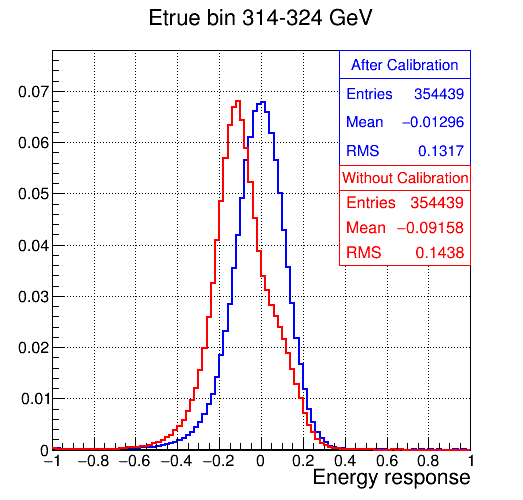 Etrue bin 314-324 GeV
After Calibration
Entries 354439
Mean −0.01296
RMS 0.1317
Without Calibration
Entries 354439
Mean −0.09158
RMS 0.1438
0.07
0.06
0.05
0.04
0.03
0.02
0.01
0
−1 −0.8 −0.6 −0.4 −0.2 0 0.2 0.4 0.6 0.8 1
Energy response